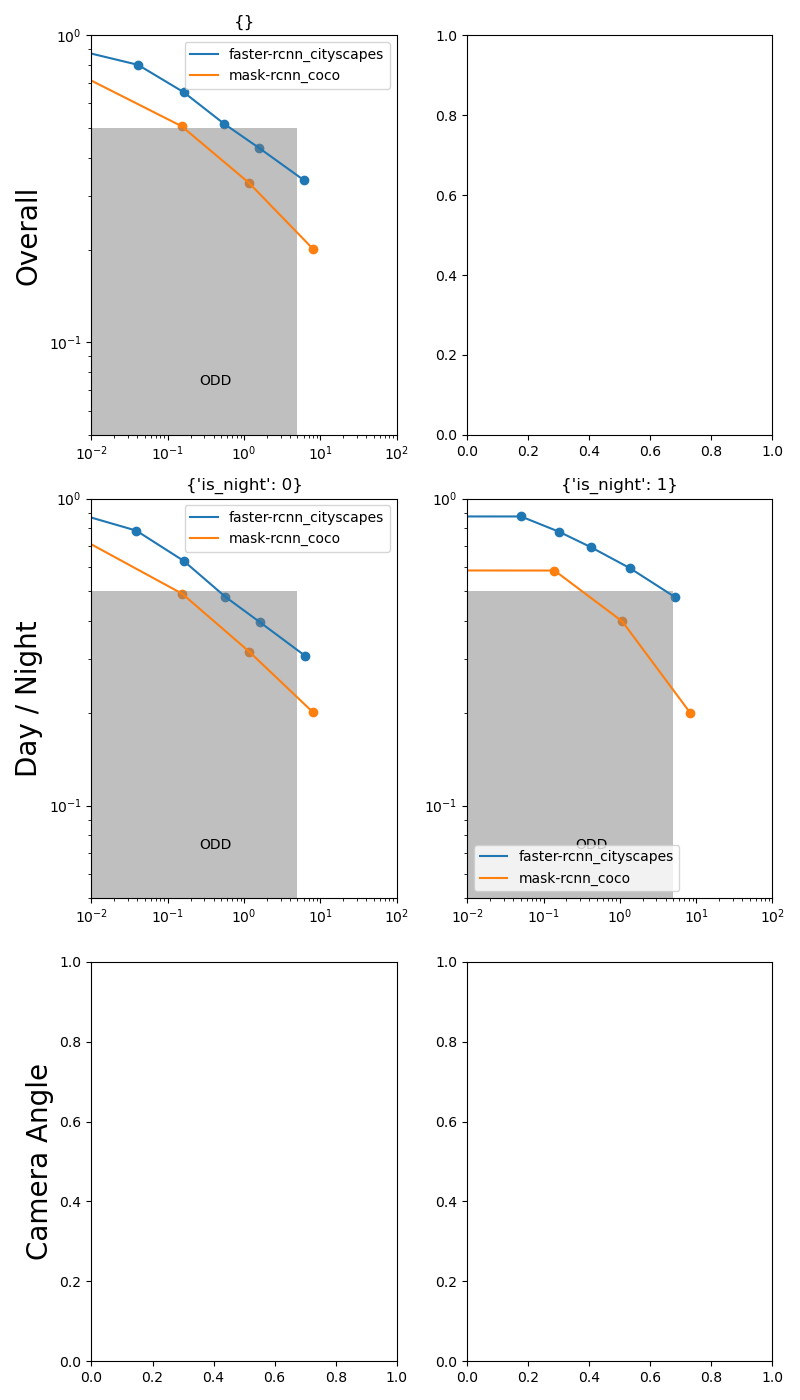 {}
10⁰
10⁻¹
10⁻² 10⁻¹ 10⁰ 10¹ 10²
Overall
faster-rcnn_cityscapes
mask-rcnn_coco
ODD
1.0
0.8
0.6
0.4
0.2
0.0
0.0 0.2 0.4 0.6 0.8 1.0
{'is_night': 0}
10⁰
10⁻¹
10⁻² 10⁻¹ 10⁰ 10¹ 10²
Day / Night
faster-rcnn_cityscapes
mask-rcnn_coco
ODD
{'is_night': 1}
10⁰
10⁻¹
10⁻² 10⁻¹ 10⁰ 10¹ 10²
ODD
faster-rcnn_cityscapes
mask-rcnn_coco
Camera Angle
1.0
0.8
0.6
0.4
0.2
0.0
0.0 0.2 0.4 0.6 0.8 1.0
1.0
0.8
0.6
0.4
0.2
0.0
0.0 0.2 0.4 0.6 0.8 1.0